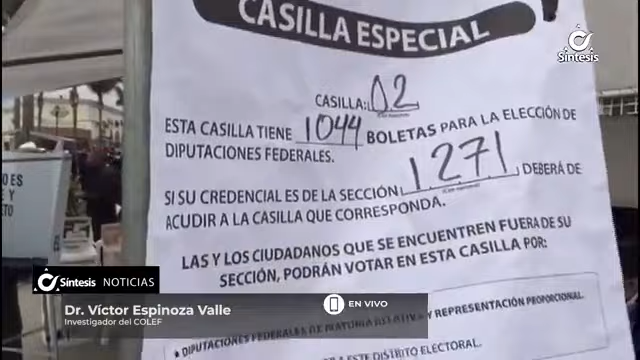 CASILLA ESPECIAL
Síntesis
CASILLA: 02
ESTA CASILLA TIENE 1044 BOLETAS PARA LA ELECCIÓN DE
DIPUTACIONES FEDERALES.
SI SU CREDENCIAL ES DE LA SECCIÓN 1271, DEBERÁ DE
ACUDIR A LA CASILLA QUE CORRESPONDA.
LAS Y LOS CIUDADANOS QUE SE ENCUENTREN FUERA DE SU
SECCIÓN, PODRÁN VOTAR EN ESTA CASILLA POR:
• DIPUTACIONES FEDERALES DE MAYORÍA RELATIVA Y REPRESENTACIÓN PROPORCIONAL.
A ESTE DISTRITO ELECTORAL.
Síntesis NOTICIAS
Dr. Víctor Espinoza Valle
Investigador del COLEF
EN VIVO